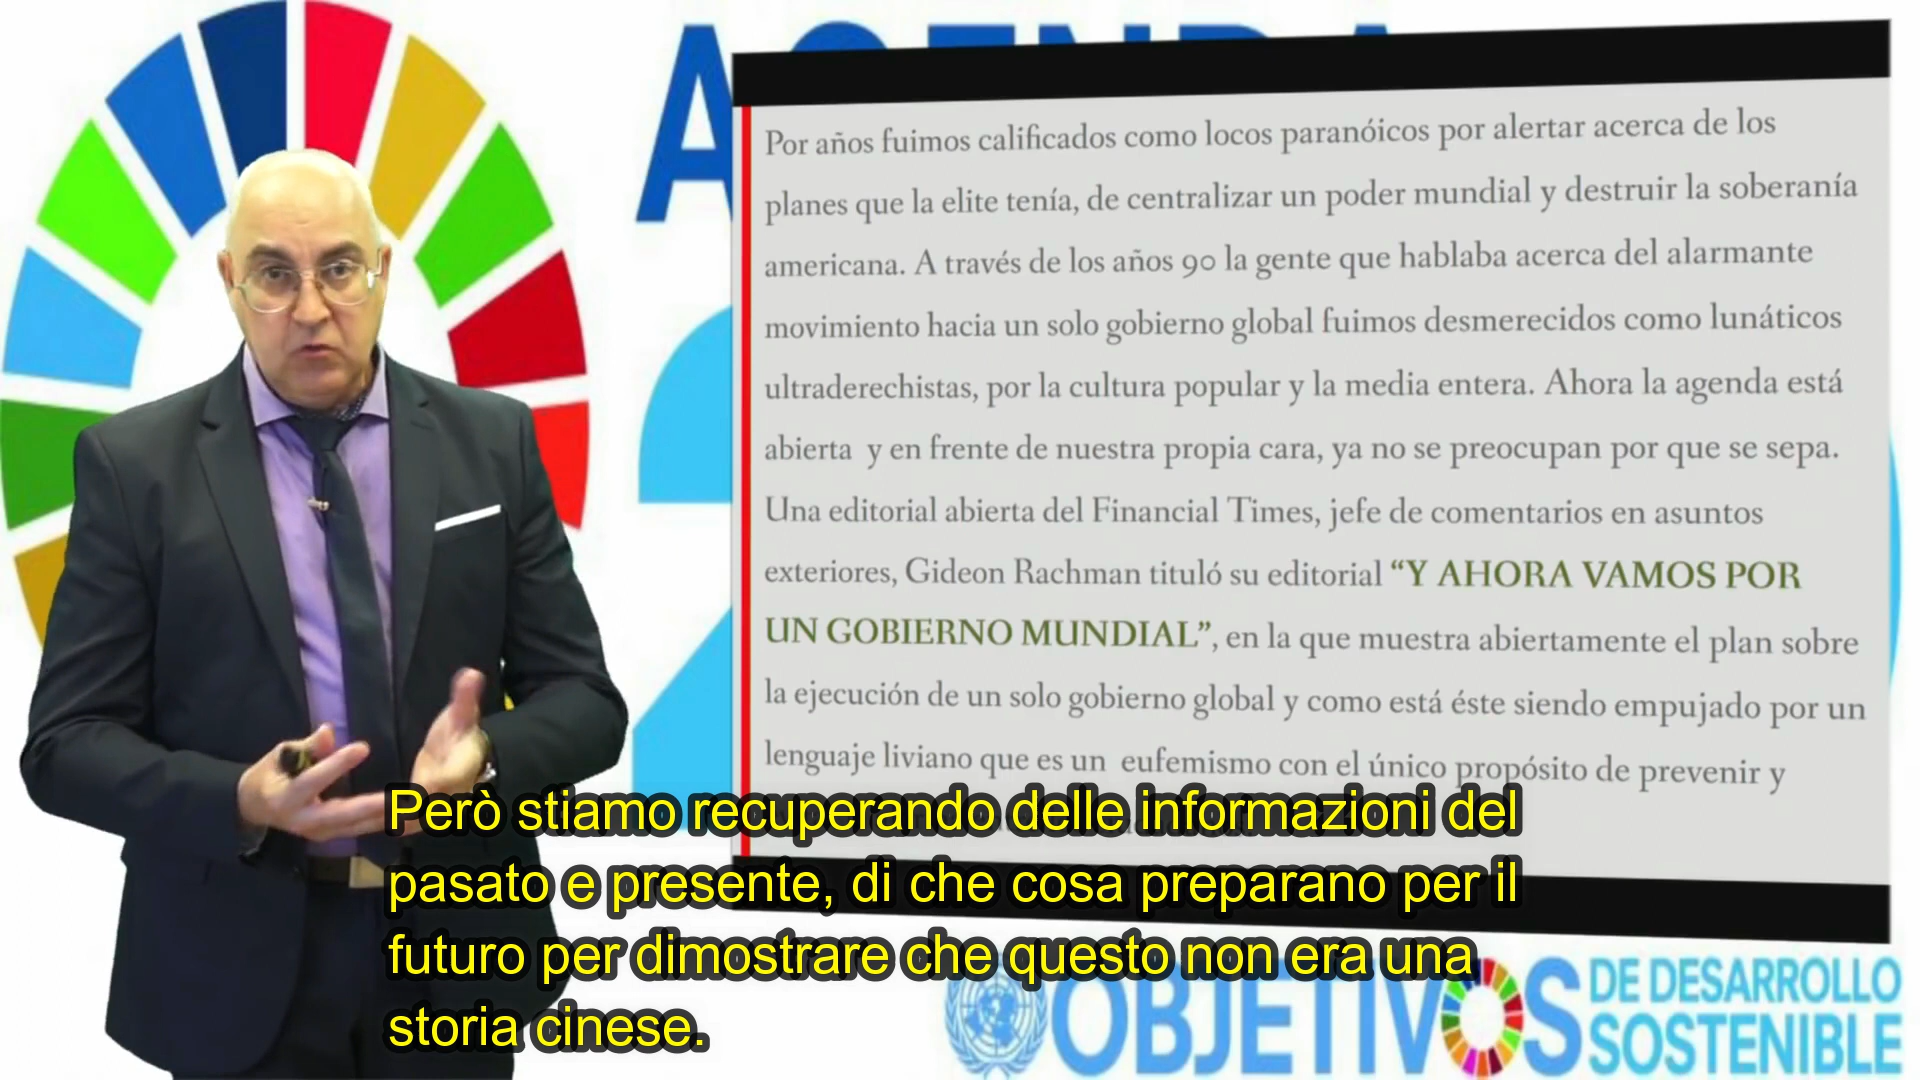 AGENDA
Por años fuimos calificados como locos paranóicos por alertar acerca de los
planes que la elite tenía, de centralizar un poder mundial y destruir la soberanía
americana. A través de los años 90 la gente que hablaba acerca del alarmante
movimiento hacia un solo gobierno global fuimos desmerecidos como lunáticos
ultraderechistas, por la cultura popular y la media entera. Ahora la agenda está
abierta y en frente de nuestra propia cara, ya no se preocupan por que se sepa.
Una editorial abierta del Financial Times, jefe de comentarios en asuntos
exteriores, Gideon Rachman tituló su editorial “Y AHORA VAMOS POR
UN GOBIERNO MUNDIAL”, en la que muestra abiertamente el plan sobre
la ejecución de un solo gobierno global y como está éste siendo empujado por un
lenguaje liviano que es un eufemismo con el único propósito de prevenir y
Però stiamo recuperando delle informazioni del
pasato e presente, di che cosa preparano per il
futuro per dimostrare che questo non era una
storia cinese.
OBJETIVOS
DE DESARROLLO
SOSTENIBLE